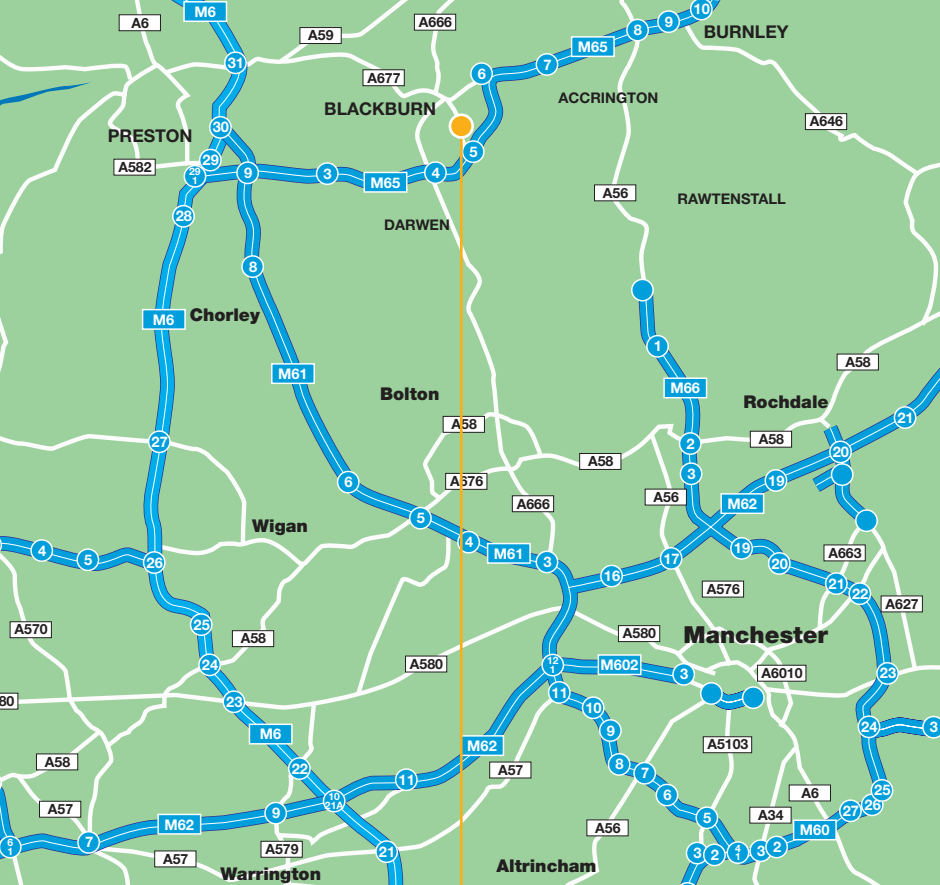 M6
10
A6
A666
9
BURNLEY
A59
8
M65
31
7
6
A677
ACCRINGTON
BLACKBURN
A646
30
PRESTON
5
29
A582
29
1
9
3
M65
4
A56
RAWTENSTALL
28
DARWEN
8
M6
Chorley
1
A58
M61
M66
Bolton
Rochdale
21
A58
27
2
A58
20
A58
3
6
A676
19
A56
A666
M62
5
Wigan
4
4
M61
19
A663
5
26
3
17
20
16
21
A576
22
A627
25
A570
A58
A580
Manchester
24
A580
12
1
M602
3
A6010
23
80
23
11
10
M6
9
24
3
M62
A5103
A58
22
8
A57
7
11
25
6
A6
10
21A
26
A57
27
9
A34
5
M62
A56
M60
7
6
1
A579
2
3
4
1
2
3
21
A57
Altrincham
Warrington